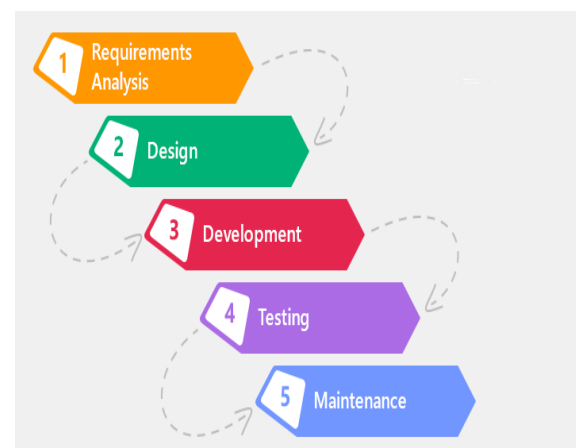 1
Requirements
Analysis
2
Design
3
Development
4
Testing
5
Maintenance